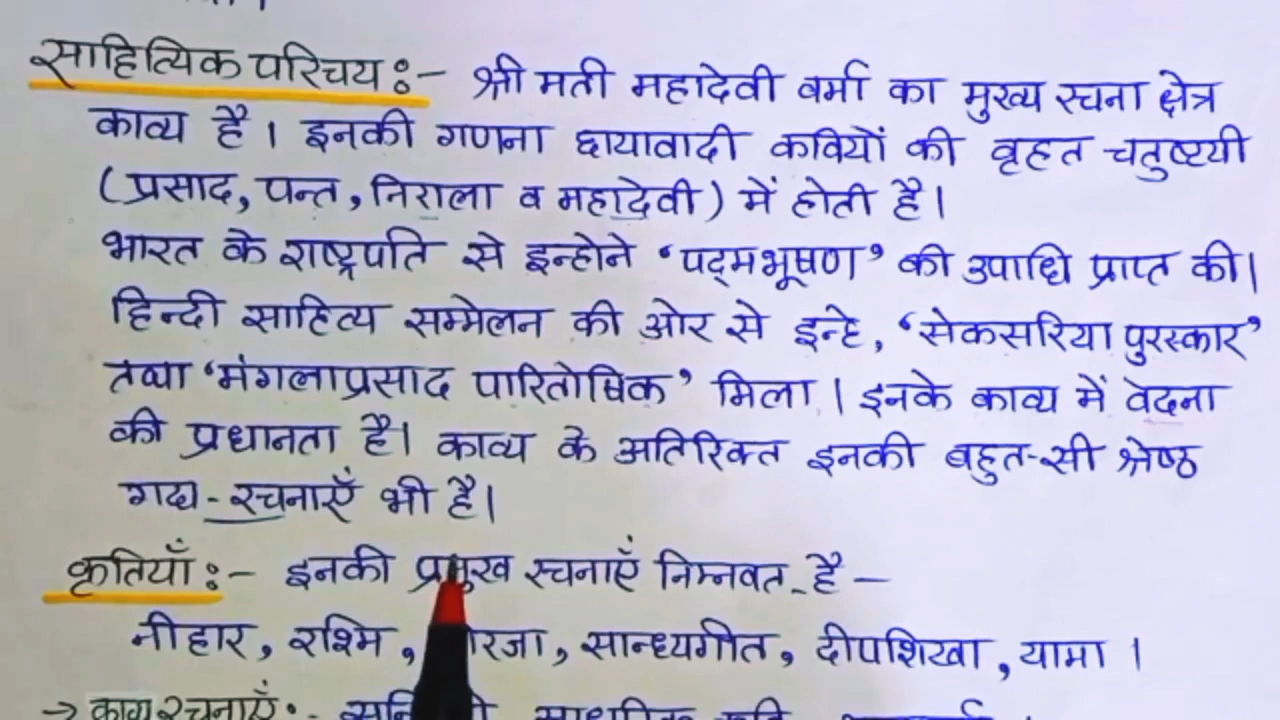 साहित्यिक परिचय :- श्रीमती महादेवी वर्मा का मुख्य रचना क्षेत्र
काव्य है। इनकी गणना छायावादी कवियों की वृहत चतुष्टयी
(प्रसाद, पन्त, निराला व महादेवी) में होती है।
भारत के राष्ट्रपति से इन्होने ‘पद्मभूषण’ की उपाधि प्राप्त की।
हिन्दी साहित्य सम्मेलन की ओर से इन्हे, ‘सेकसरिया पुरस्कार’
तथा ‘मंगलाप्रसाद पारितोषिक’ मिला। इनके काव्य में वेदना
की प्रधानता है। काव्य के अतिरिक्त इनकी बहुत-सी श्रेष्ठ
गद्य-रचनाएँ भी है।
कृतियाँ :- इनकी प्रमुख रचनाएँ निम्नवत है —
नीहार, रश्मि, सान्ध्यगीत, दीपशिखा, यामा।